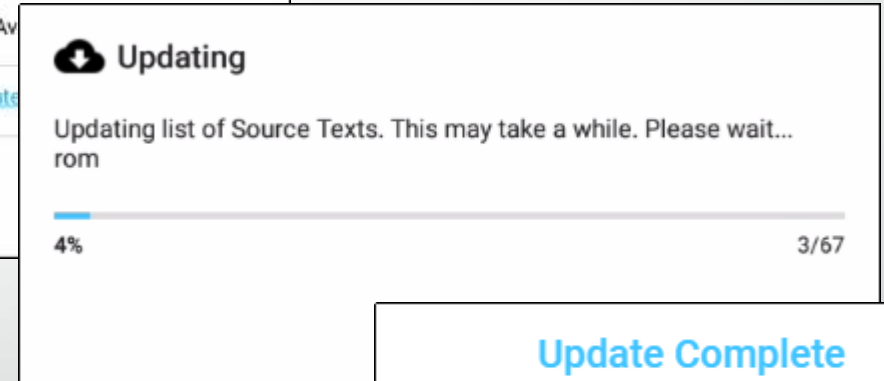 Updating
Updating list of Source Texts. This may take a while. Please wait...
rom
4%
3/67
Update Complete